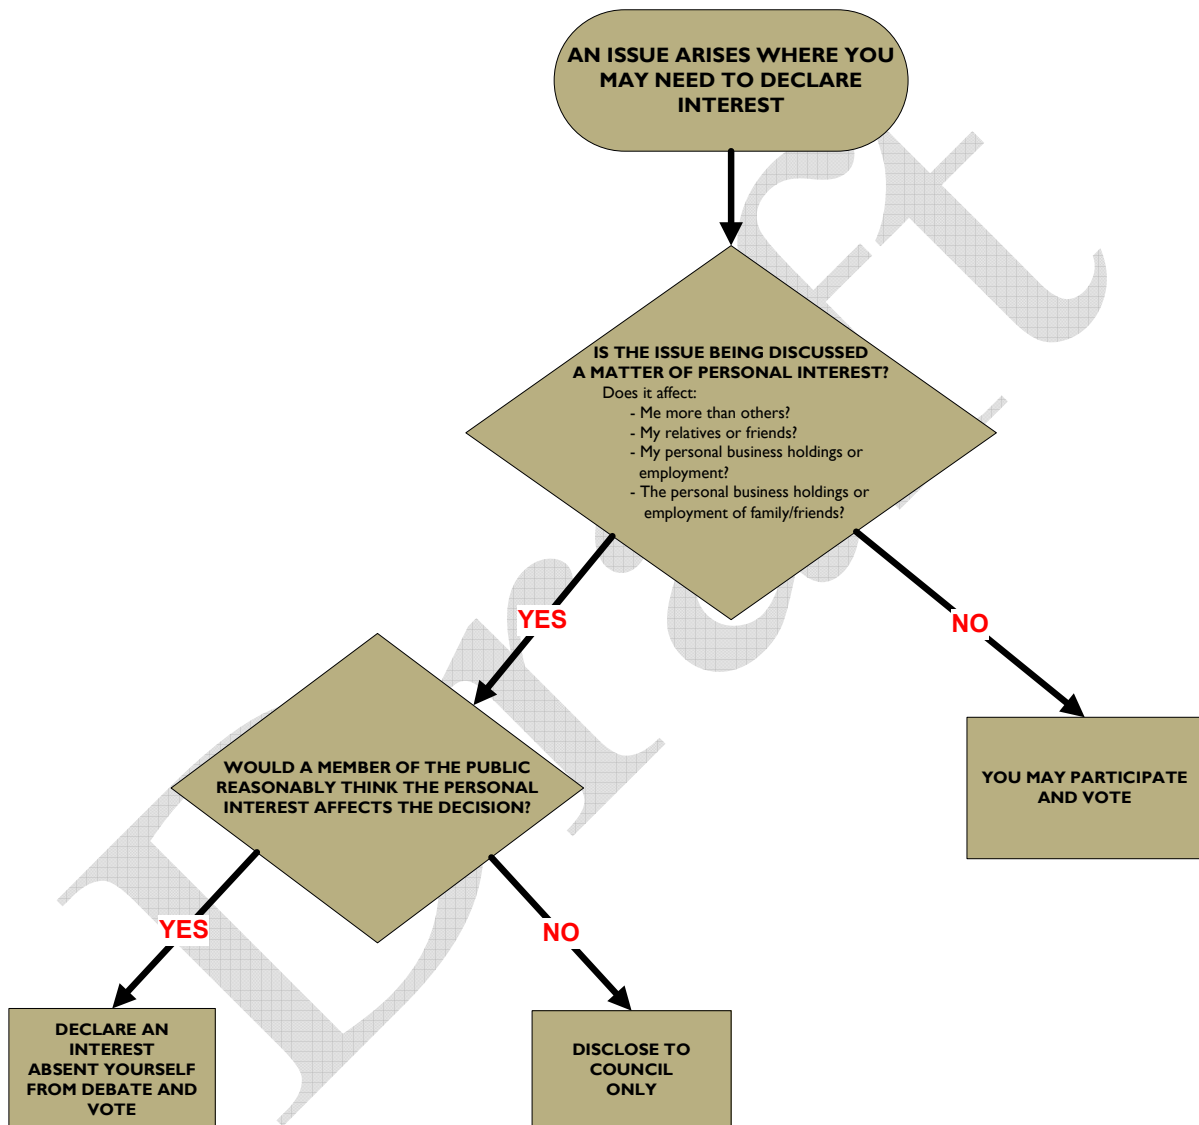 AN ISSUE ARISES WHERE YOU
MAY NEED TO DECLARE
INTEREST
IS THE ISSUE BEING DISCUSSED
A MATTER OF PERSONAL INTEREST?
Does it affect:
- Me more than others?
- My relatives or friends?
- My personal business holdings or
employment?
- The personal business holdings or
employment of family/friends?
YES
NO
WOULD A MEMBER OF THE PUBLIC
REASONABLY THINK THE PERSONAL
INTEREST AFFECTS THE DECISION?
YOU MAY PARTICIPATE
AND VOTE
YES
NO
DECLARE AN
INTEREST
ABSENT YOURSELF
FROM DEBATE AND
VOTE
DISCLOSE TO
COUNCIL
ONLY
Draft